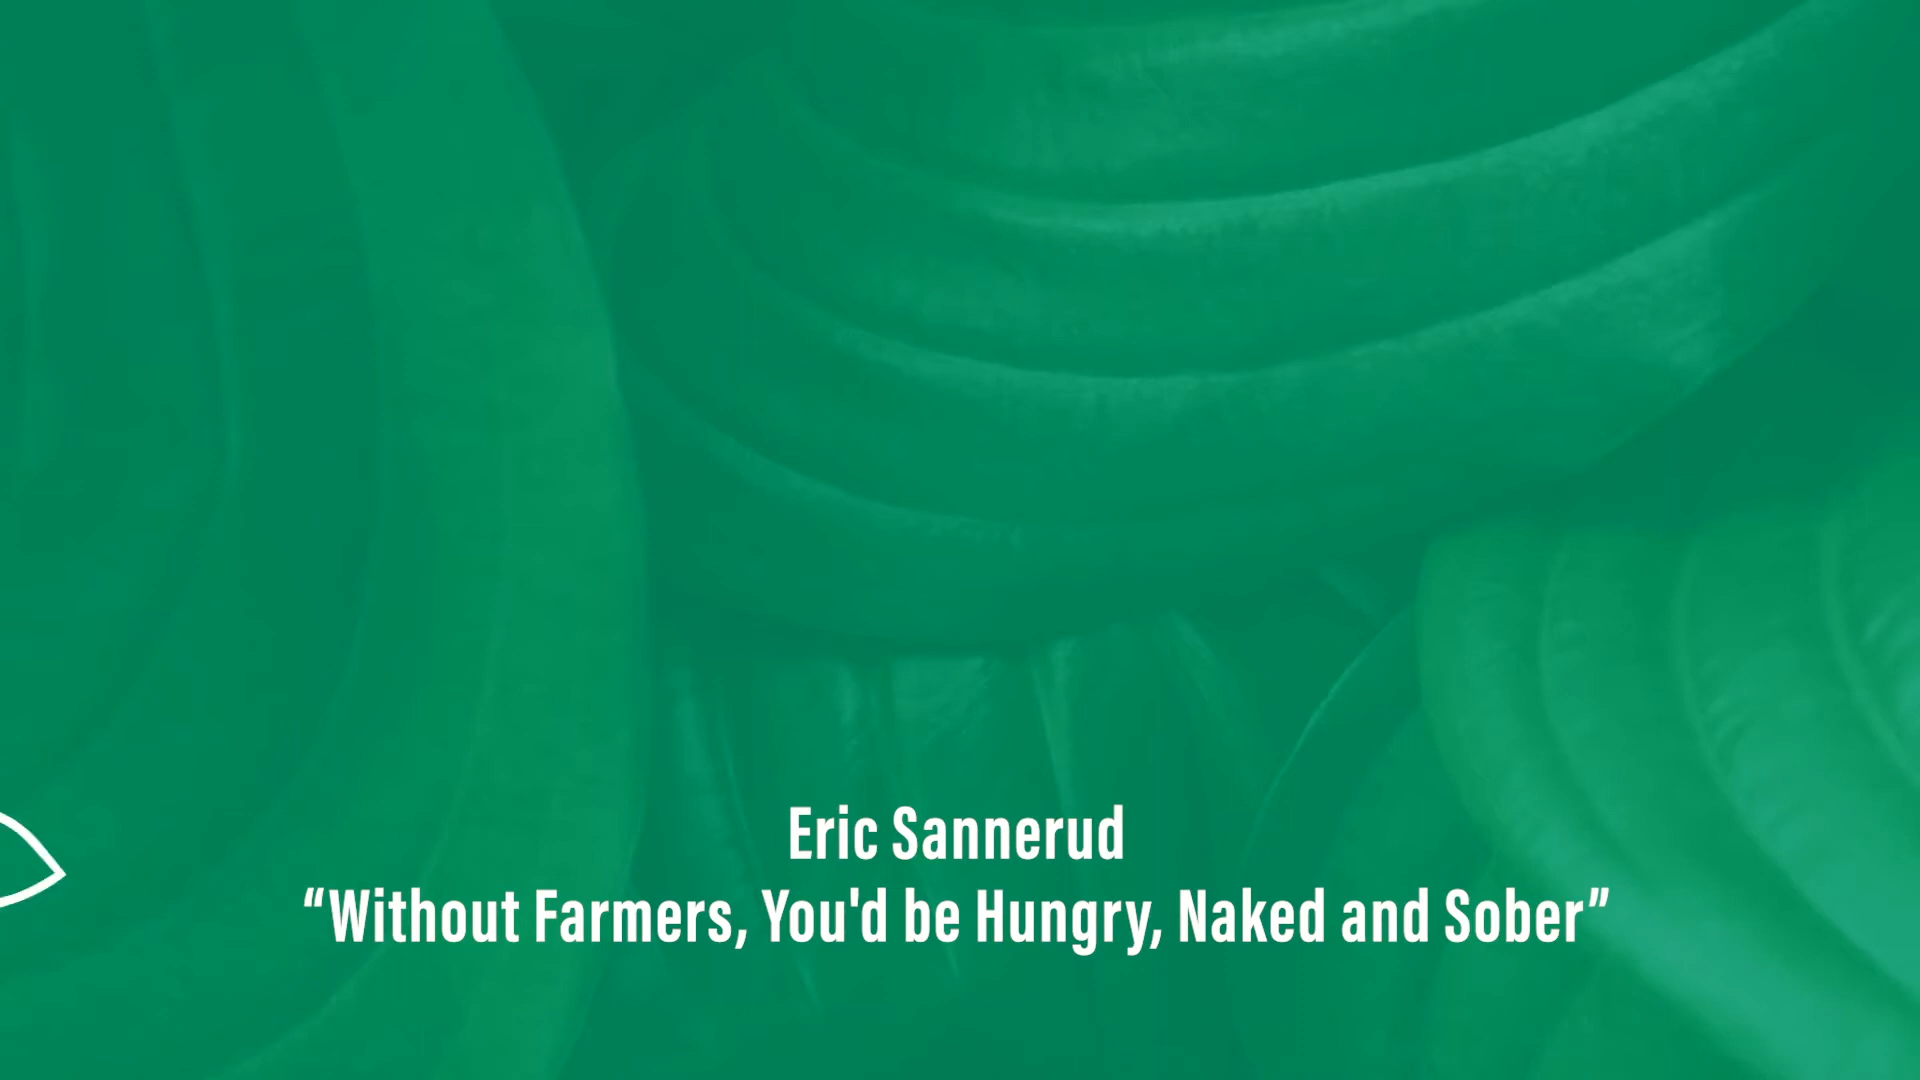 Eric Sannerud
“Without Farmers, You'd be Hungry, Naked and Sober”